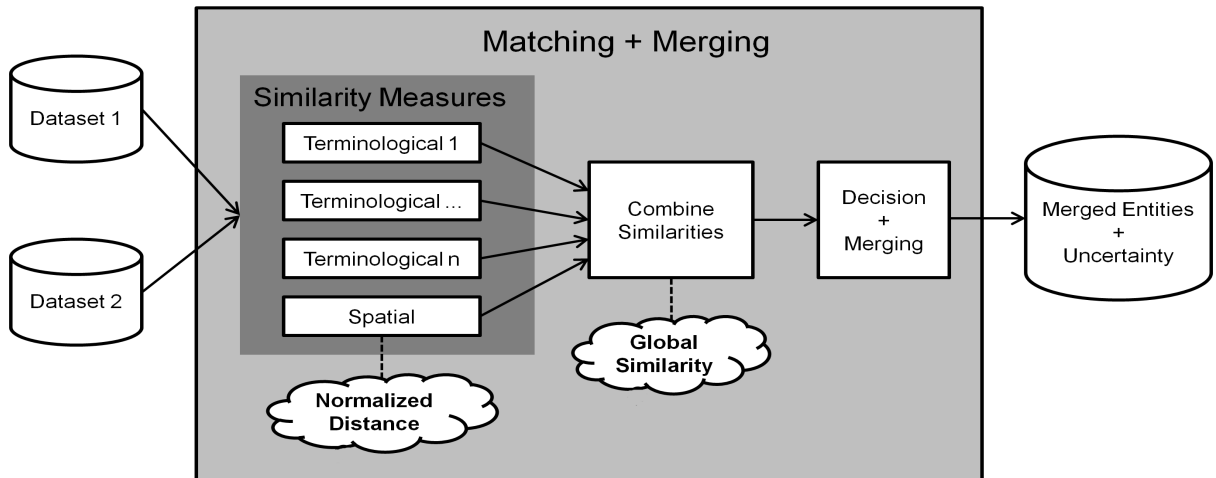 Matching + Merging
Dataset 1
Dataset 2
Similarity Measures
Terminological 1
Terminological ...
Terminological n
Spatial
Normalized
Distance
Combine
Similarities
Global
Similarity
Decision
+
Merging
Merged Entities
+
Uncertainty